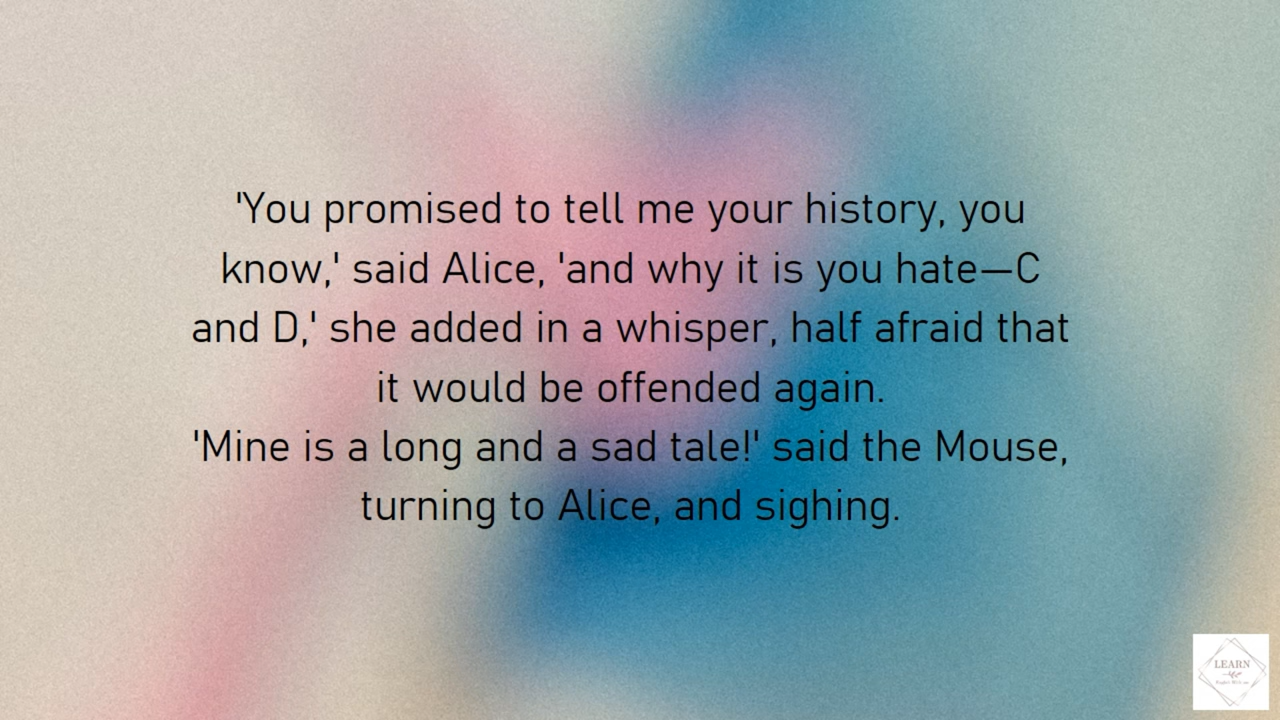 'You promised to tell me your history, you
know,' said Alice, 'and why it is you hate—C
and D,' she added in a whisper, half afraid that
it would be offended again.
'Mine is a long and a sad tale!' said the Mouse,
turning to Alice, and sighing.
LEARN